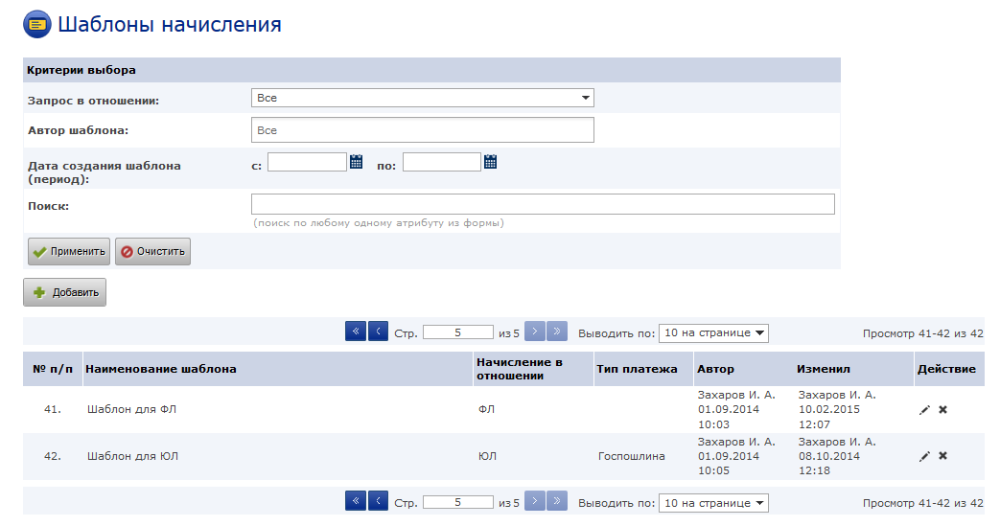 Шаблоны начисления
Критерии выбора
Запрос в отношении: Все
Автор шаблона: Все
Дата создания шаблона (период): с: по:
Поиск:
(поиск по любому одному атрибуту из формы)
Применить Очистить
Добавить
« ‹ Стр. 5 из 5 › » Выводить по: 10 на странице Просмотр 41-42 из 42
№ п/п Наименование шаблона Начисление в отношении Тип платежа Автор Изменил Действие
41. Шаблон для ФЛ ФЛ Захаров И. А. 01.09.2014 10:03 Захаров И. А. 10.02.2015 12:07
42. Шаблон для ЮЛ ЮЛ Госпошлина Захаров И. А. 01.09.2014 10:05 Захаров И. А. 08.10.2014 12:18
« ‹ Стр. 5 из 5 › » Выводить по: 10 на странице Просмотр 41-42 из 42